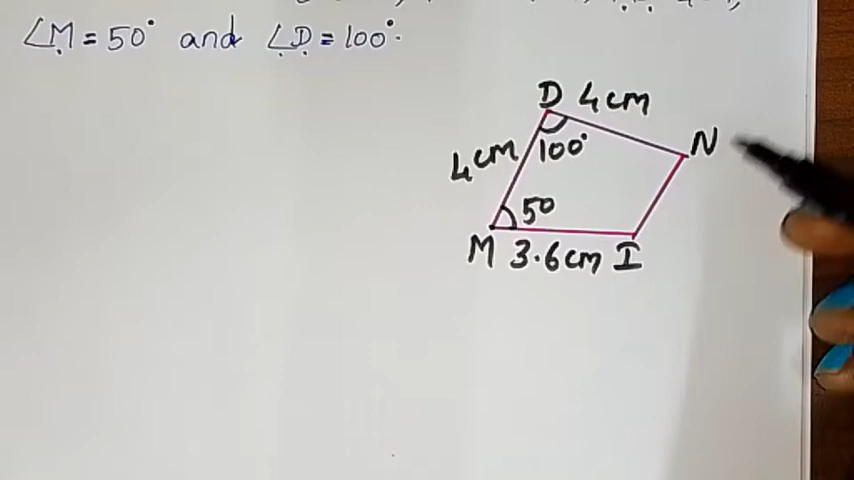 ∠M = 50° and ∠D = 100°.
D 4cm
N
4cm
100°
50
M 3.6cm I